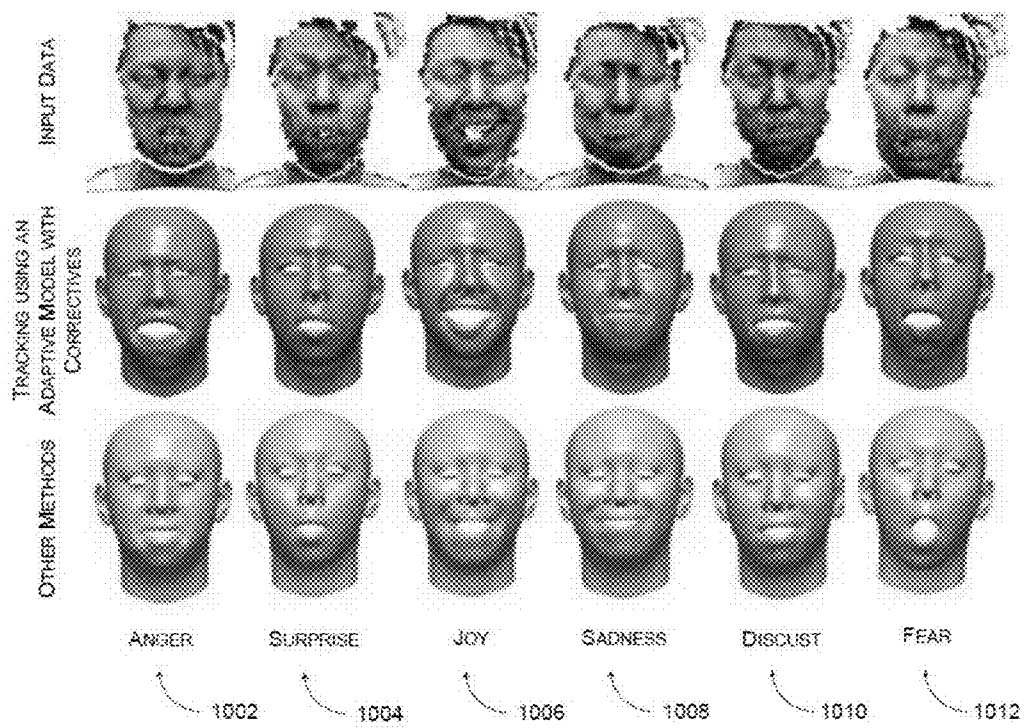 INPUT DATA
TRACKING USING AN
ADAPTIVE MODEL WITH
CORRECTIVES
OTHER METHODS
ANGER SURPRISE JOY SADNESS DISCUST FEAR
1002 1004 1006 1008 1010 1012